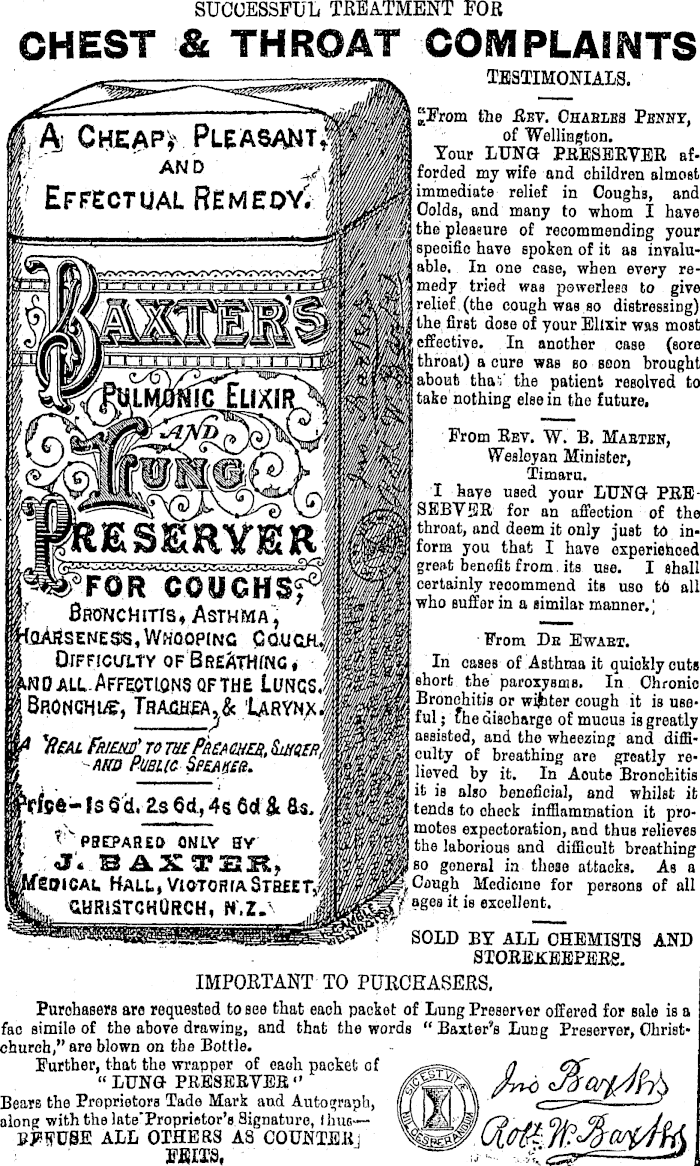 SUCCESSFUL TREATMENT FOR
CHEST & THROAT COMPLAINTS
A CHEAP, PLEASANT,
AND
EFFECTUAL REMEDY.
BAXTER'S
PULMONIC ELIXIR
AND
LUNG
PRESERVER
FOR COUGHS,
BRONCHITIS, ASTHMA,
HOARSENESS, WHOOPING COUGH,
DIFFICULTY OF BREATHING,
AND ALL AFFECTIONS OF THE LUNGS,
BRONCHIÆ, TRACHEA, & LARYNX.
A 'REAL FRIEND' TO THE PREACHER, SINGER,
AND PUBLIC SPEAKER.
Price-1s 6d. 2s 6d, 4s 6d & 8s.
PREPARED ONLY BY
J. BAXTER,
MEDICAL HALL, VICTORIA STREET,
CHRISTCHURCH, N.Z.
Jno Baxter
Robt W Baxter
TESTIMONIALS.
From the REV. CHARLES PENNY,
of Wellington.
Your LUNG PRESERVER af-
forded my wife and children almost
immediate relief in Coughs, and
Colds, and many to whom I have
the pleasure of recommending your
specific have spoken of it as invalu-
able. In one case, when every re-
medy tried was powerless to give
relief (the cough was so distressing)
the first dose of your Elixir was most
effective. In another case (sore
throat) a cure was so soon brought
about that the patient resolved to
take nothing else in the future.
From REV. W. B. MARTEN,
Wesleyan Minister,
Timaru.
I have used your LUNG PRE-
SERVER for an affection of the
throat, and deem it only just to in-
form you that I have experienced
great benefit from its use. I shall
certainly recommend its use to all
who suffer in a similar manner.
From DR EWART.
In cases of Asthma it quickly cuts
short the paroxysms. In Chronic
Bronchitis or winter cough it is use-
ful; the discharge of mucus is greatly
assisted, and the wheezing and diffi-
culty of breathing are greatly re-
lieved by it. In Acute Bronchitis
it is also beneficial, and whilst it
tends to check infflammation it pro-
motes expectoration, and thus relieves
the laborious and difficult breathing
so general in these attacks. As a
Cough Medicine for persons of all
ages it is excellent.
SOLD BY ALL CHEMISTS AND
STOREKEEPERS.
IMPORTANT TO PURCHASERS.
Purchasers are requested to see that each packet of Lung Preserver offered for sale is a
fac simile of the above drawing, and that the words "Baxter's Lung Preserver, Christ-
church," are blown on the Bottle.
Further, that the wrapper of each packet of
"LUNG PRESERVER"
Bears the Proprietors Tade Mark and Autograph,
along with the late Proprietor's Signature, thus—
REFUSE ALL OTHERS AS COUNTER
FEITS.
SIC EST VITÆ
NIL DESPERANDUM
Jno Baxter
Robt W. Baxter